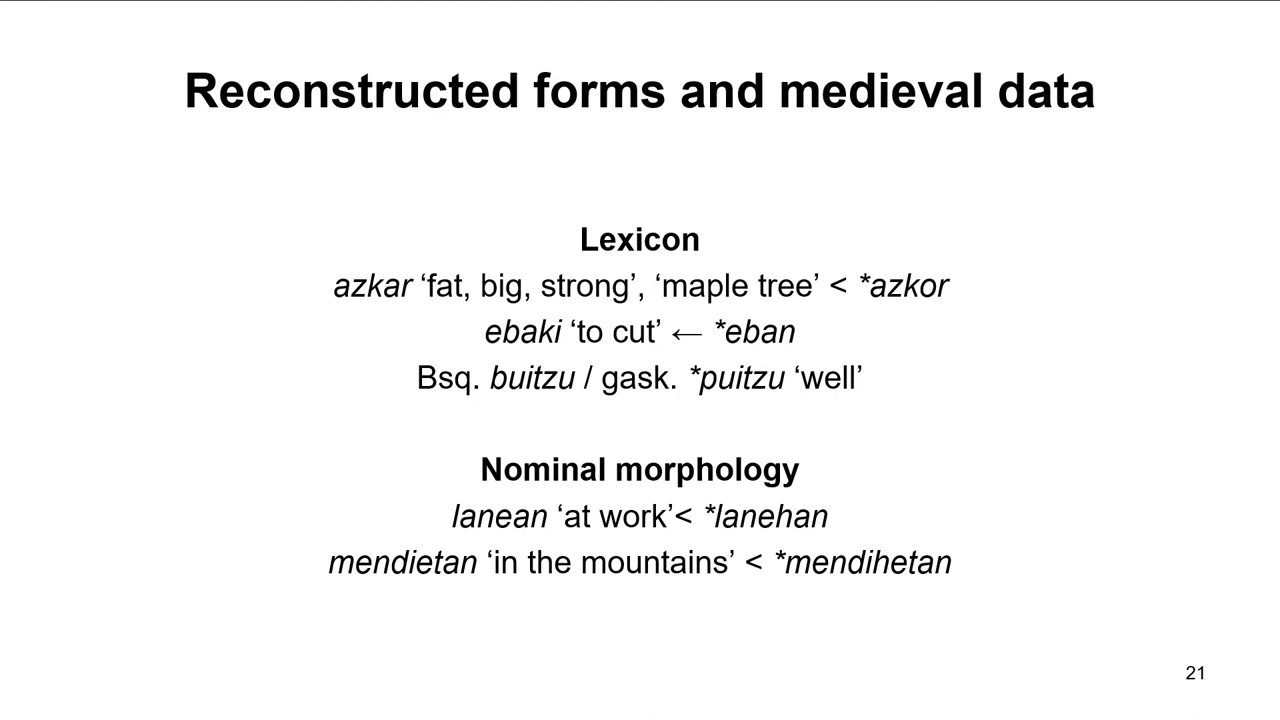 Reconstructed forms and medieval data
Lexicon
azkar ‘fat, big, strong’, ‘maple tree’ < *azkor
ebaki ‘to cut’ ← *eban
Bsq. buitzu / gask. *puitzu ‘well’
Nominal morphology
lanean ‘at work’< *lanehan
mendietan ‘in the mountains’ < *mendihetan
21